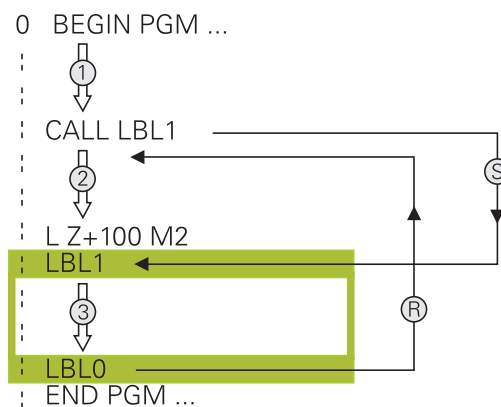 0 BEGIN PGM ...
1
CALL LBL1
S
2
L Z+100 M2
LBL1
3
R
LBL0
END PGM ...